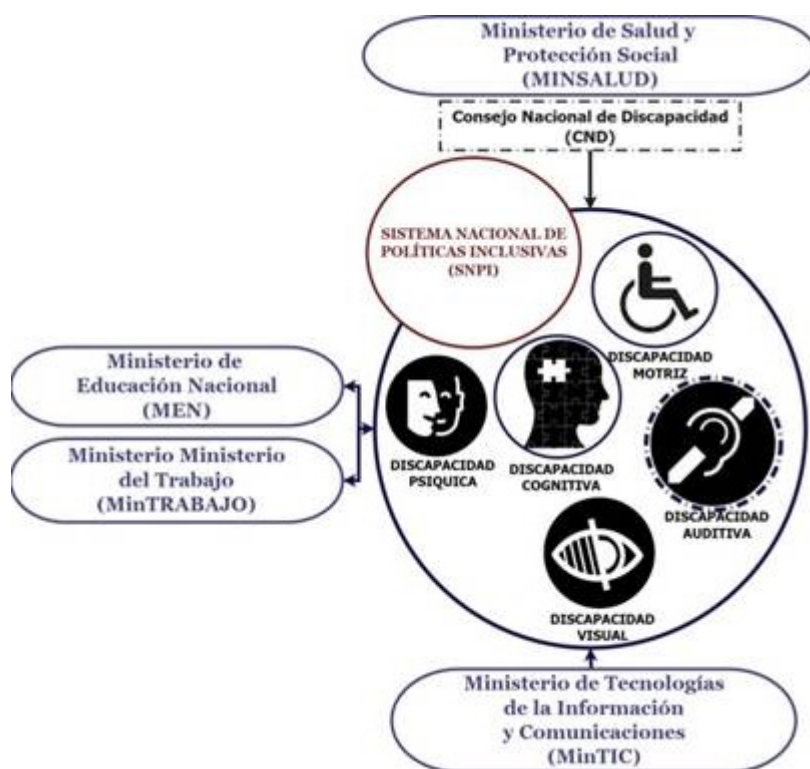 Ministerio de Salud y
Protección Social
(MINSALUD)
Consejo Nacional de Discapacidad
(CND)
SISTEMA NACIONAL DE
POLÍTICAS INCLUSIVAS
(SNPI)
DISCAPACIDAD
MOTRIZ
Ministerio de
Educación Nacional
(MEN)
Ministerio Ministerio
del Trabajo
(MinTRABAJO)
DISCAPACIDAD
PSIQUICA
DISCAPACIDAD
COGNITIVA
DISCAPACIDAD
AUDITIVA
DISCAPACIDAD
VISUAL
Ministerio de Tecnologías
de la Información
y Comunicaciones
(MinTIC)